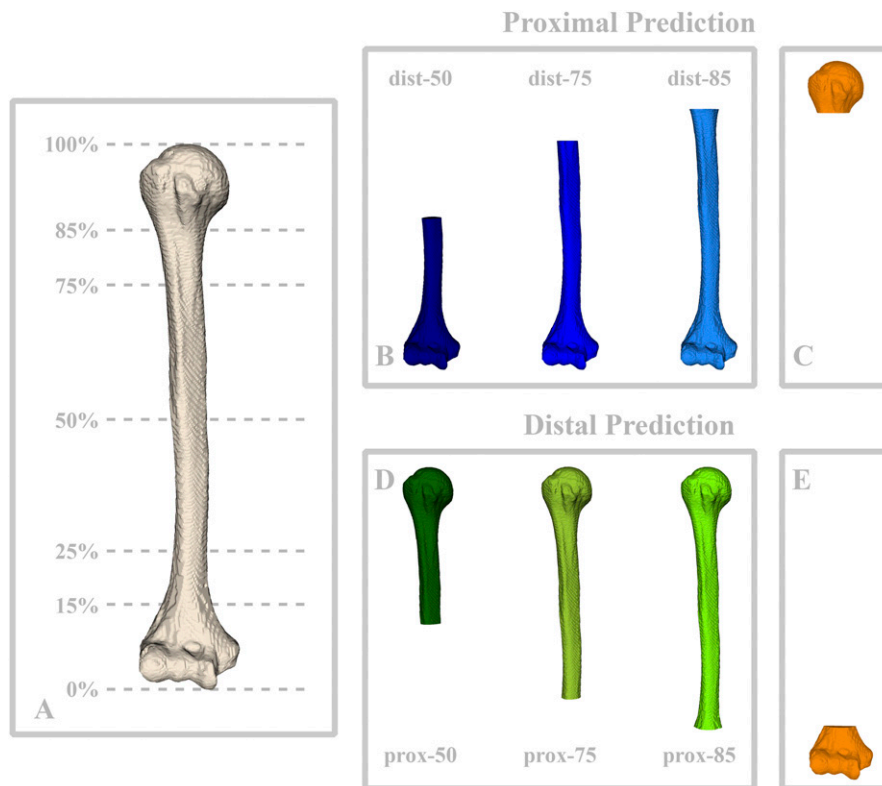 Proximal Prediction
dist-50 dist-75 dist-85
100%
85%
75%
50%
25%
15%
0%
A
B
C
Distal Prediction
D
E
prox-50 prox-75 prox-85